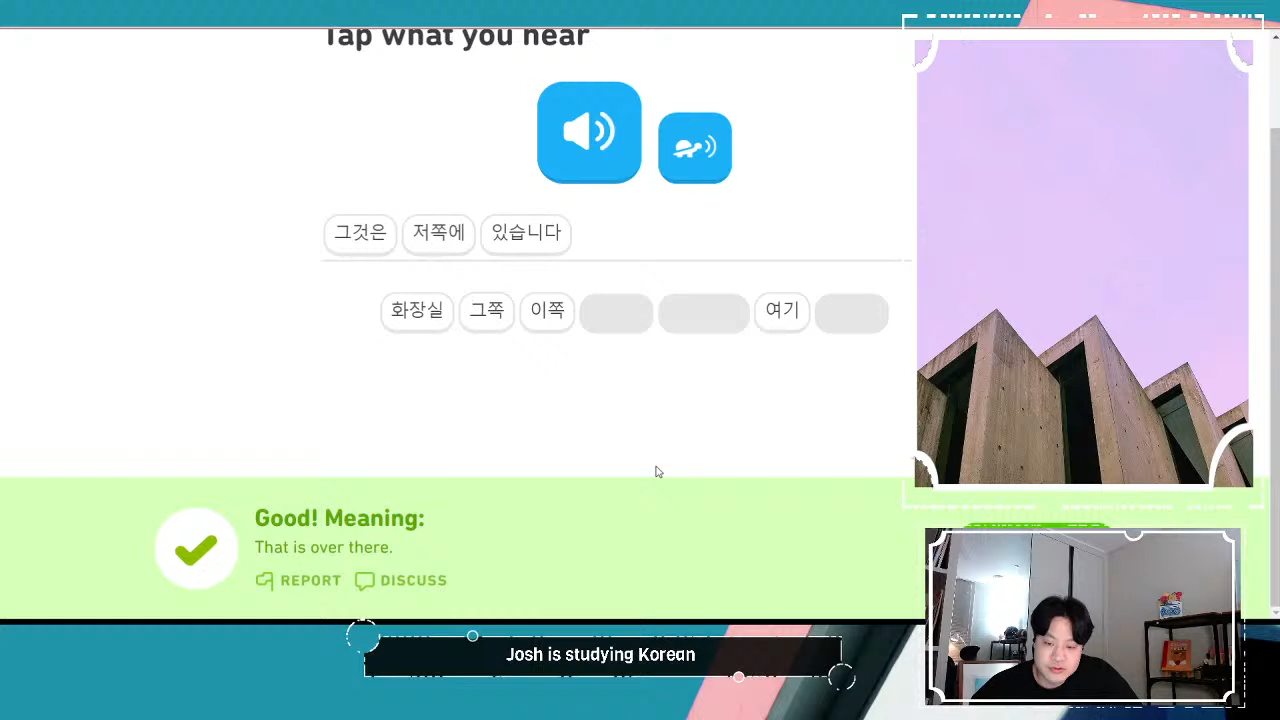 Tap what you hear
그것은 저쪽에 있습니다
화장실 그쪽 이쪽 여기
Good! Meaning:
That is over there.
REPORT DISCUSS
Josh is studying Korean